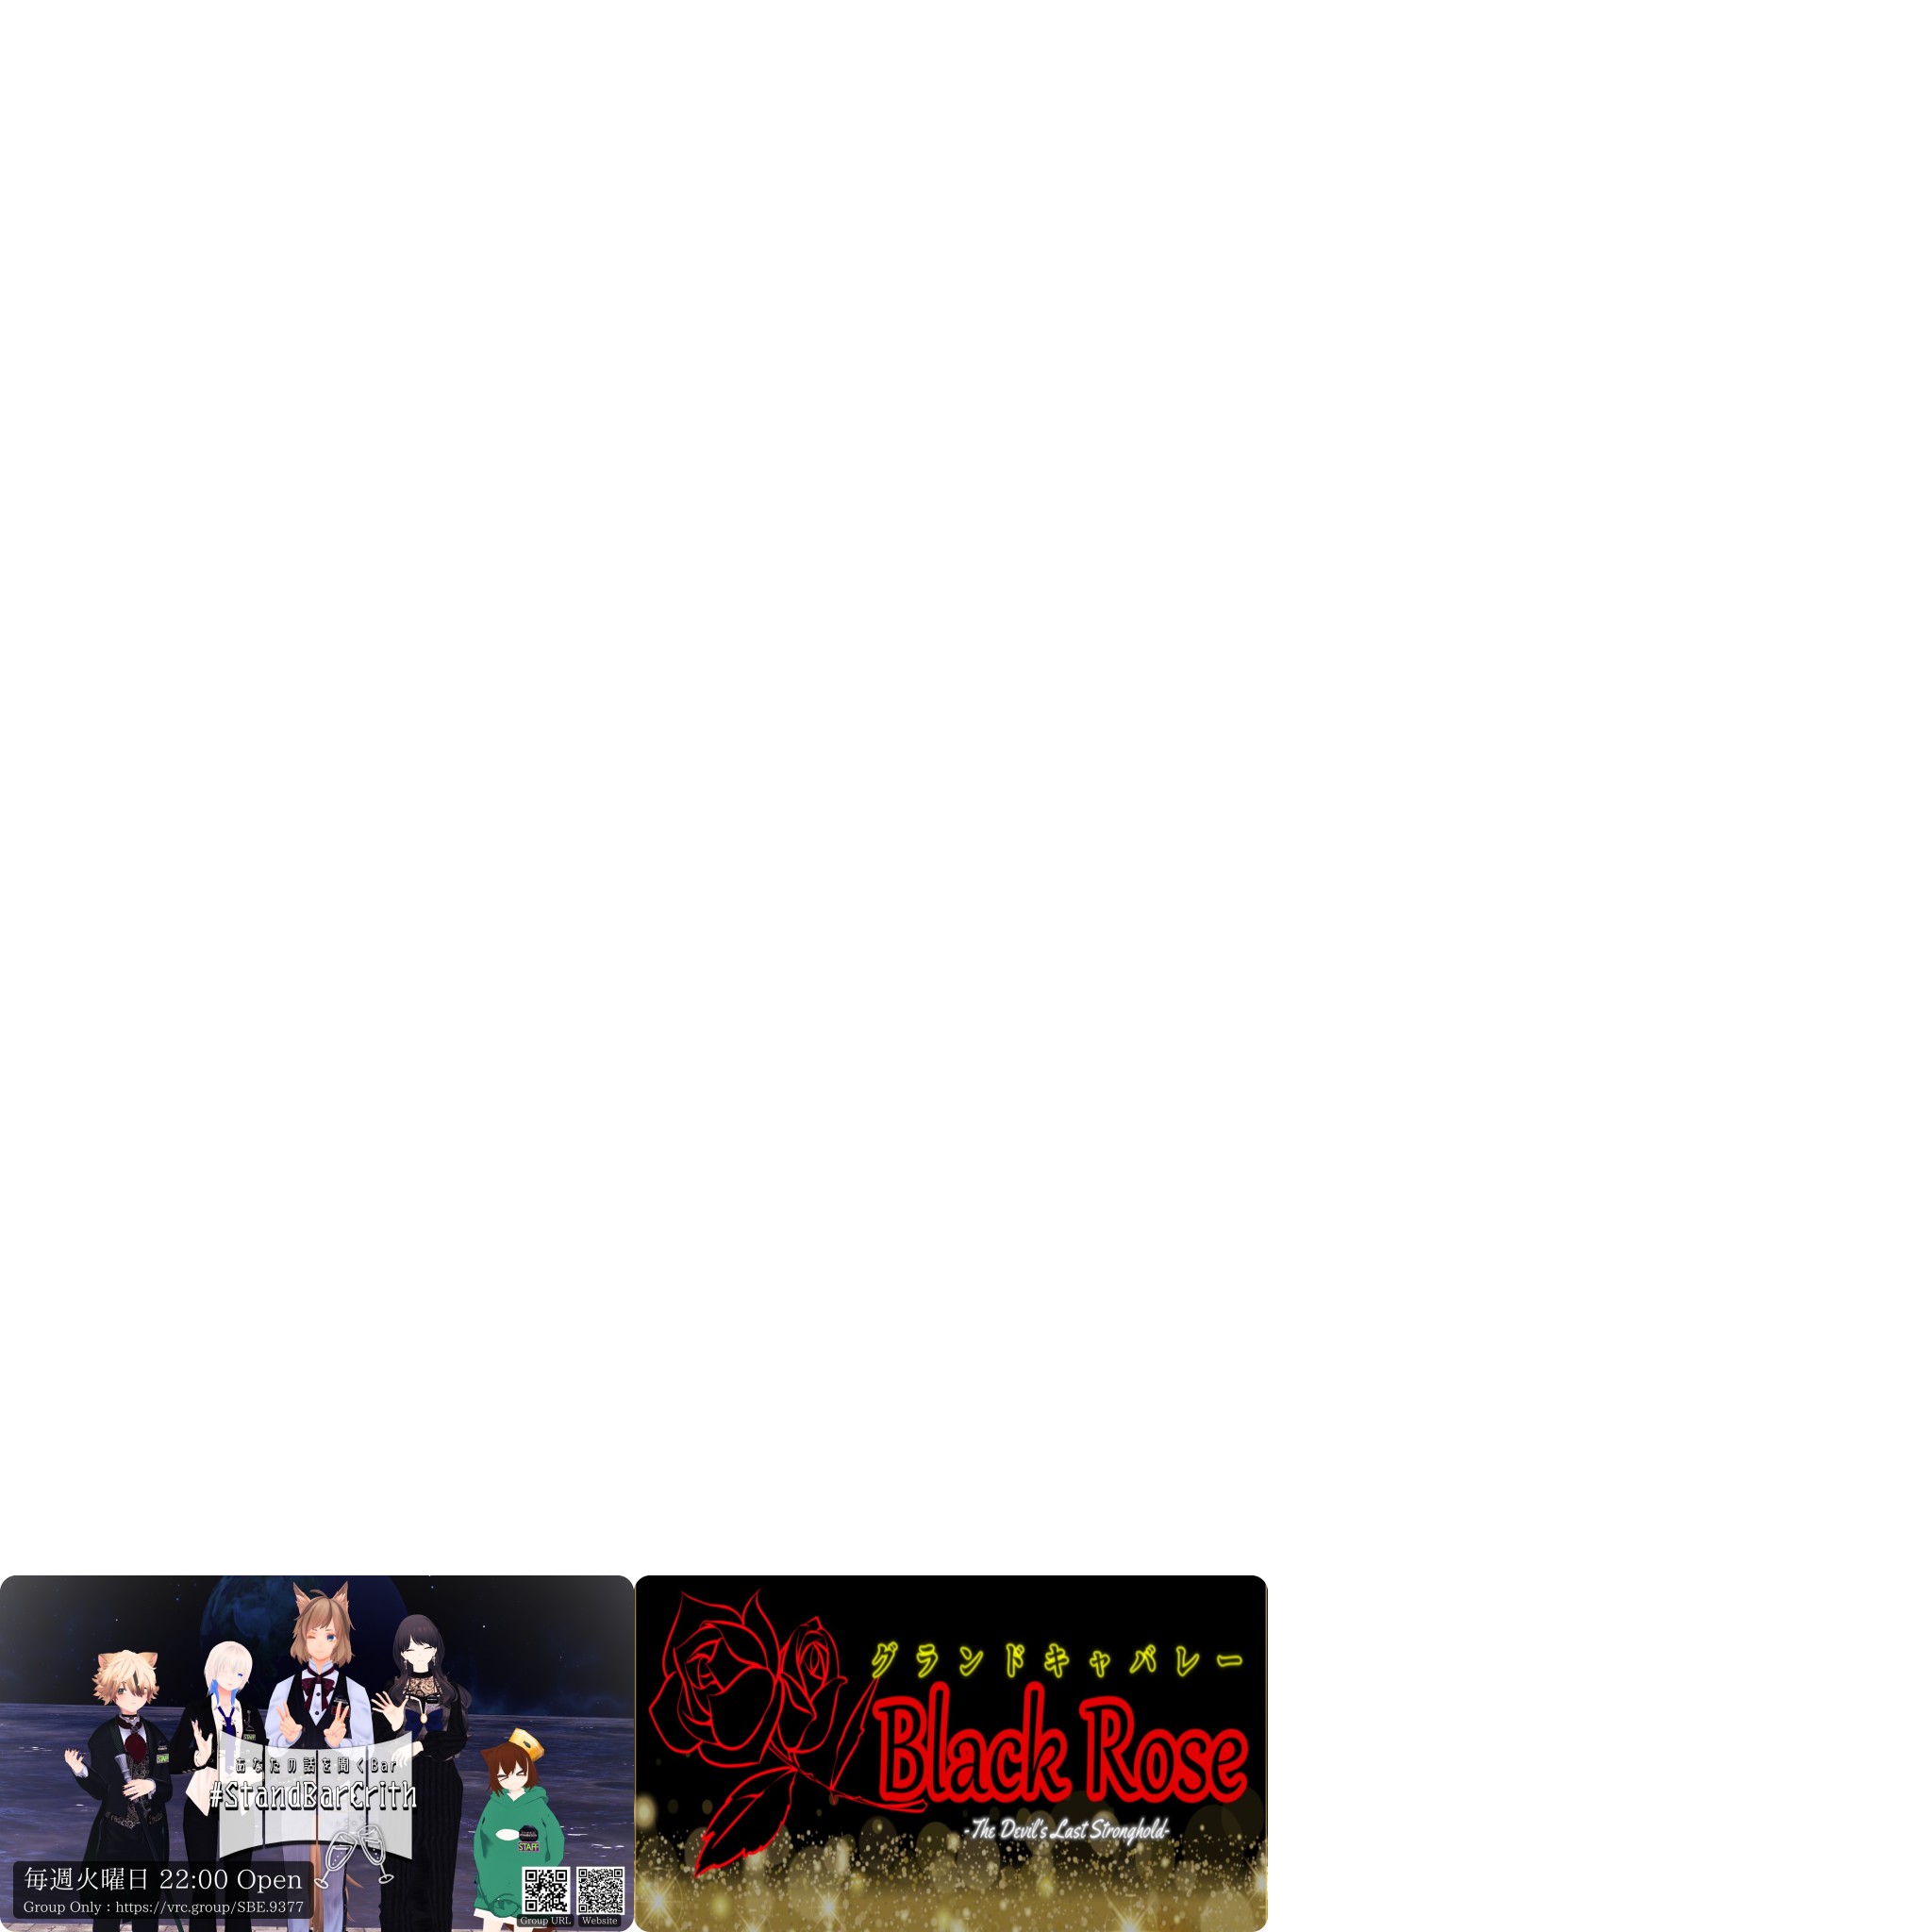 あなたの話を聞くBar
#StandBarErith
毎週火曜日 22:00 Open
Group Only : https://vrc.group/SBE.9377
STAFF
Group URL
Website
グランドキャバレー
Black Rose
-The Devil's Last Stronghold-